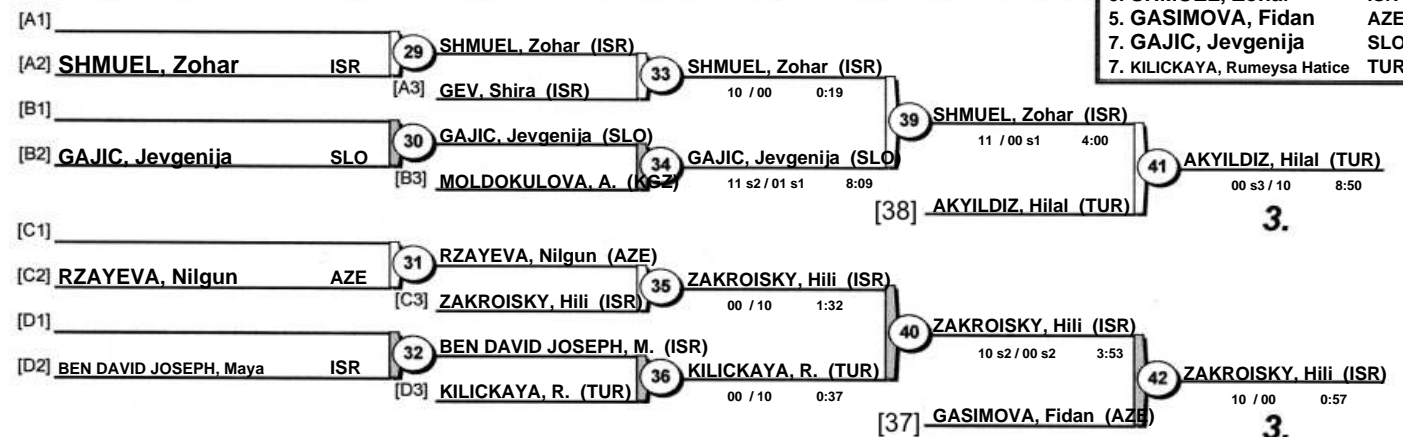 5. GASIMOVA, Fidan AZE
7. GAJIC, Jevgenija SLO
7. KILICKAYA, Rumeysa Hatice TUR
[A1]
[A2] SHMUEL, Zohar ISR
29 SHMUEL, Zohar (ISR)
[A3] GEV, Shira (ISR)
33 SHMUEL, Zohar (ISR)
10 / 00 0:19
[B1]
[B2] GAJIC, Jevgenija SLO
30 GAJIC, Jevgenija (SLO)
[B3] MOLDOKULOVA, A. (KGZ)
34 GAJIC, Jevgenija (SLO)
11 s2 / 01 s1 8:09
39 SHMUEL, Zohar (ISR)
11 / 00 s1 4:00
[38] AKYILDIZ, Hilal (TUR)
41 AKYILDIZ, Hilal (TUR)
00 s3 / 10 8:50
3.
[C1]
[C2] RZAYEVA, Nilgun AZE
31 RZAYEVA, Nilgun (AZE)
[C3] ZAKROISKY, Hili (ISR)
35 ZAKROISKY, Hili (ISR)
00 / 10 1:32
[D1]
[D2] BEN DAVID JOSEPH, Maya ISR
32 BEN DAVID JOSEPH, M. (ISR)
[D3] KILICKAYA, R. (TUR)
36 KILICKAYA, R. (TUR)
00 / 10 0:37
40 ZAKROISKY, Hili (ISR)
10 s2 / 00 s2 3:53
[37] GASIMOVA, Fidan (AZE)
42 ZAKROISKY, Hili (ISR)
10 / 00 0:57
3.